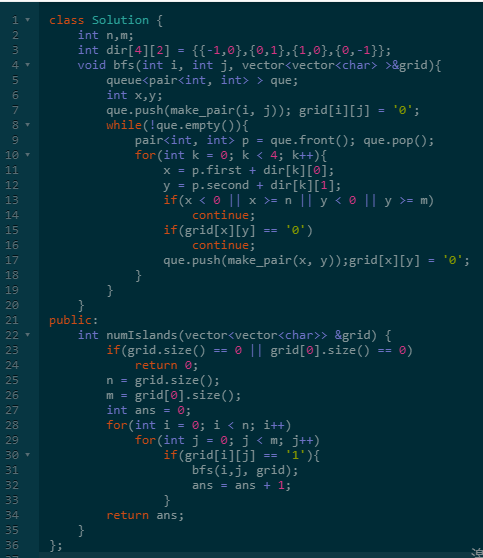 1 class Solution {
2     int n,m;
3     int dir[4][2] = {{-1,0},{0,1},{1,0},{0,-1}};
4     void bfs(int i, int j, vector<vector<char> >&grid){
5         queue<pair<int, int> > que;
6         int x,y;
7         que.push(make_pair(i, j)); grid[i][j] = '0';
8         while(!que.empty()){
9             pair<int, int> p = que.front(); que.pop();
10             for(int k = 0; k < 4; k++){
11                 x = p.first + dir[k][0];
12                 y = p.second + dir[k][1];
13                 if(x < 0 || x >= n || y < 0 || y >= m)
14                     continue;
15                 if(grid[x][y] == '0')
16                     continue;
17                 que.push(make_pair(x, y));grid[x][y] = '0';
18             }
19         }
20     }
21 public:
22     int numIslands(vector<vector<char>> &grid) {
23         if(grid.size() == 0 || grid[0].size() == 0)
24             return 0;
25         n = grid.size();
26         m = grid[0].size();
27         int ans = 0;
28         for(int i = 0; i < n; i++)
29             for(int j = 0; j < m; j++)
30                 if(grid[i][j] == '1'){
31                     bfs(i,j, grid);
32                     ans = ans + 1;
33                 }
34         return ans;
35     }
36 };